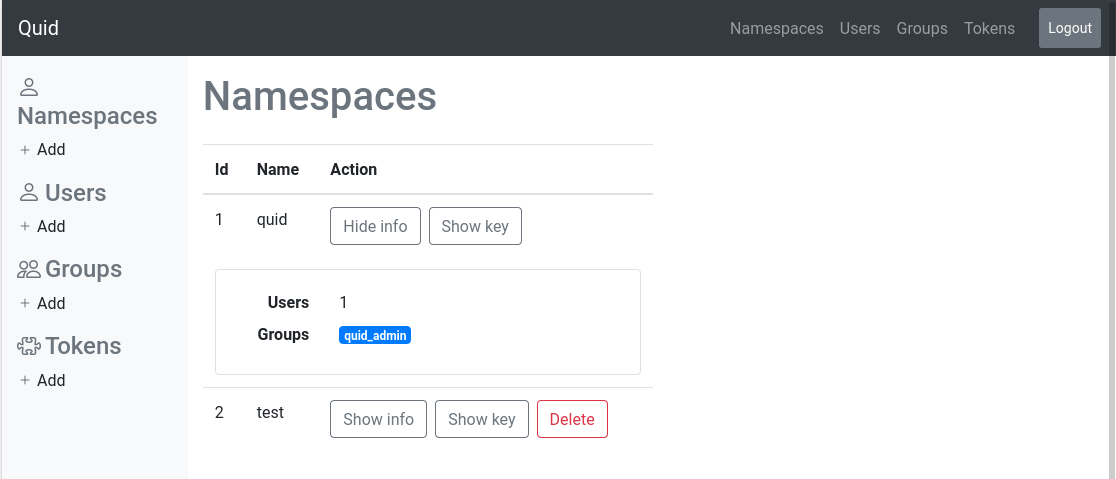 Quid
Namespaces Users Groups Tokens Logout
Namespaces
+ Add
Users
+ Add
Groups
+ Add
Tokens
+ Add
Namespaces
Id Name Action
1 quid Hide info Show key
Users 1
Groups quid_admin
2 test Show info Show key Delete